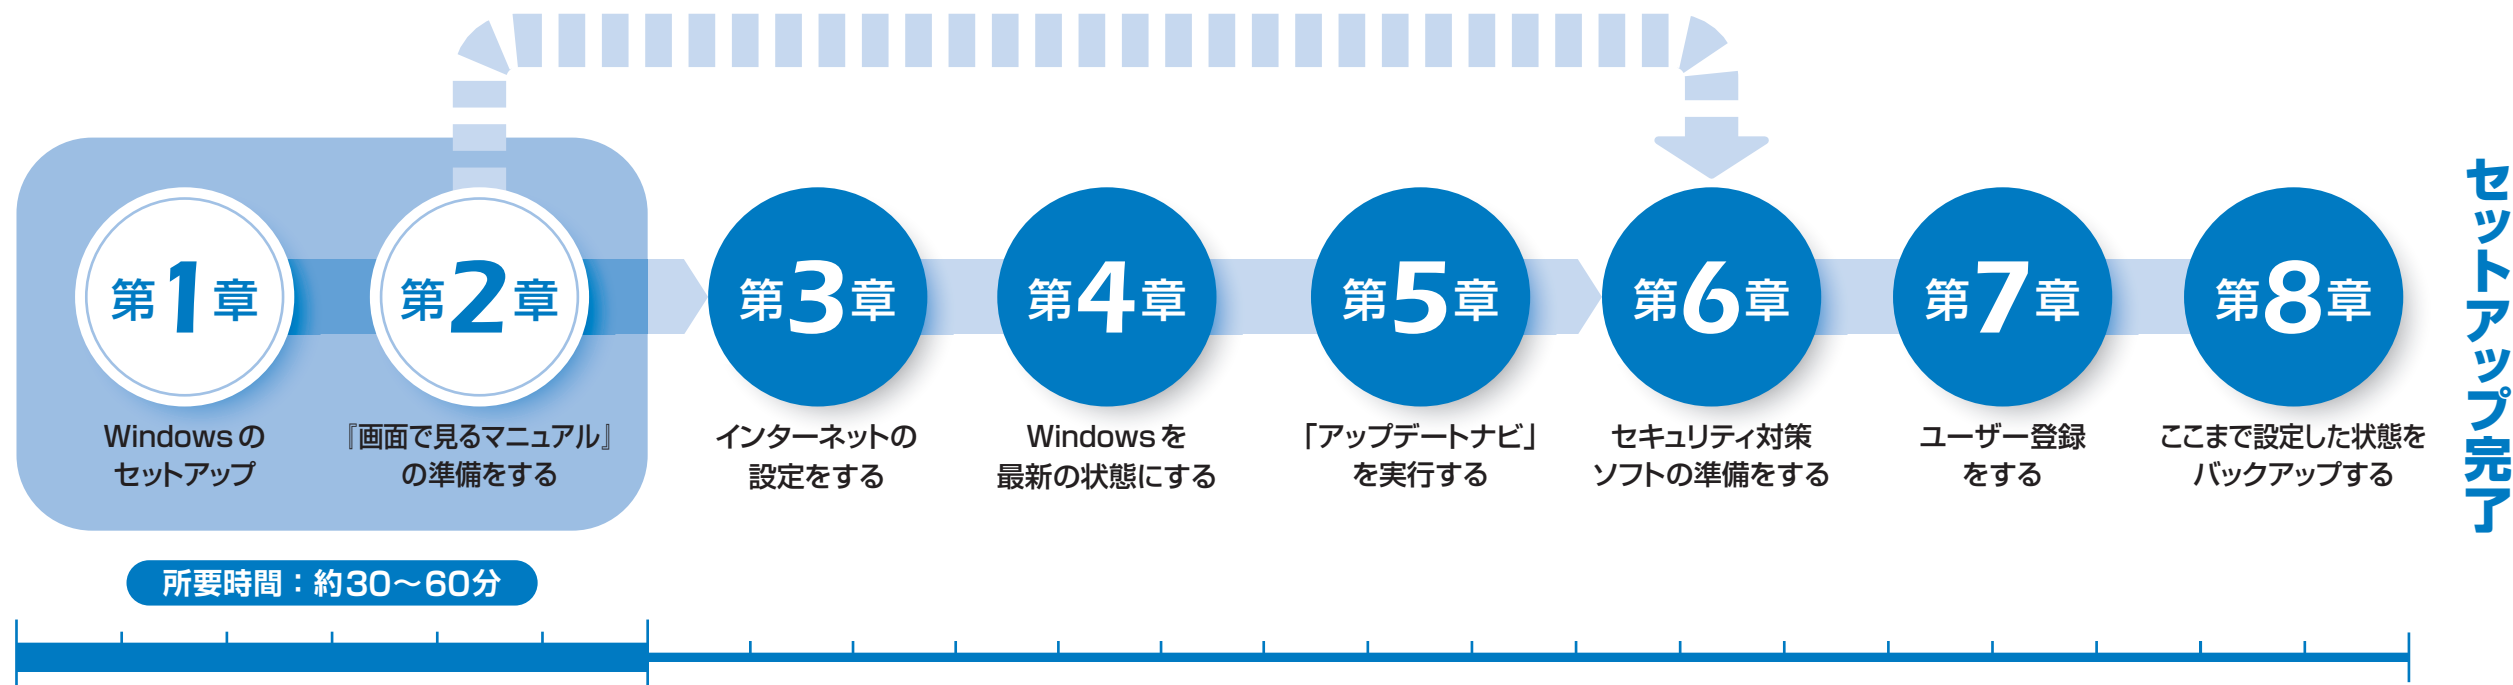 第1章
Windowsの
セットアップ
第2章
『画面で見るマニュアル』
の準備をする
第3章
インターネットの
設定をする
第4章
Windowsを
最新の状態にする
第5章
「アップデートナビ」
を実行する
第6章
セキュリティ対策
ソフトの準備をする
第7章
ユーザー登録
をする
第8章
ここまで設定した状態を
バックアップする
セットアップ完了
所要時間：約30～60分